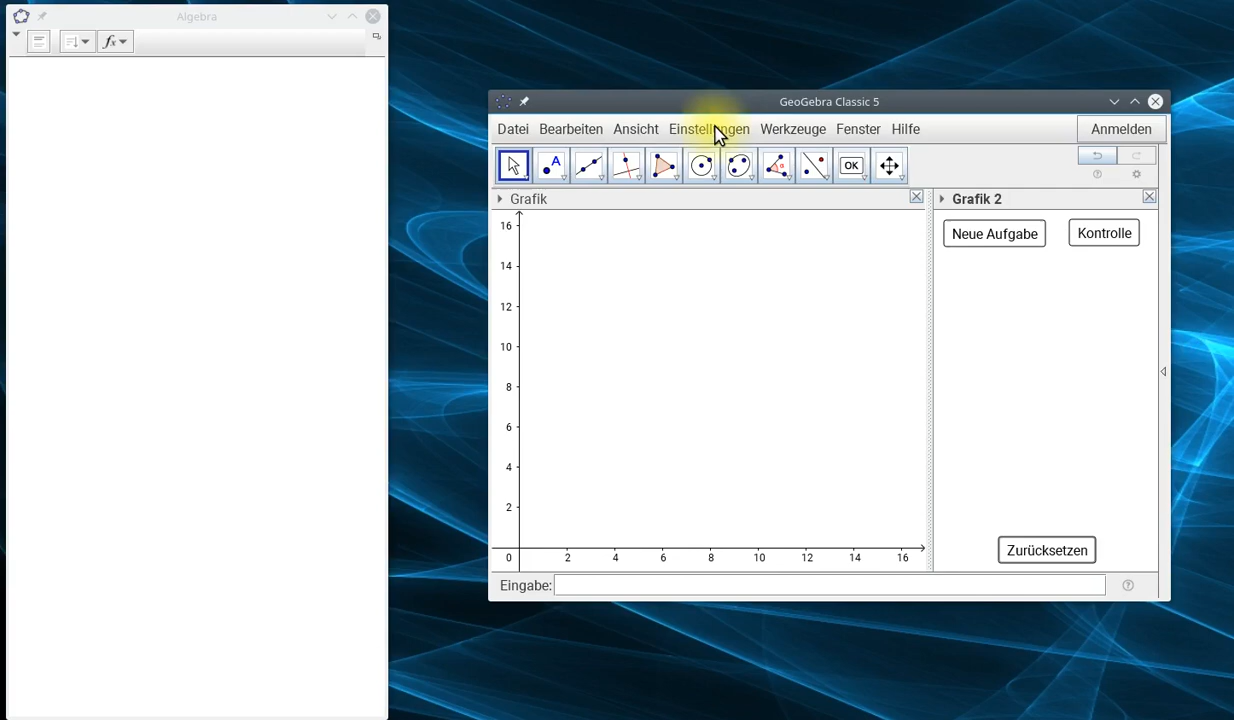 Algebra
fx
GeoGebra Classic 5
Datei Bearbeiten Ansicht Einstellungen Werkzeuge Fenster Hilfe
Anmelden
A
α
OK
Grafik
Grafik 2
Neue Aufgabe
Kontrolle
16
14
12
10
8
6
4
2
0 2 4 6 8 10 12 14 16
Zurücksetzen
Eingabe: